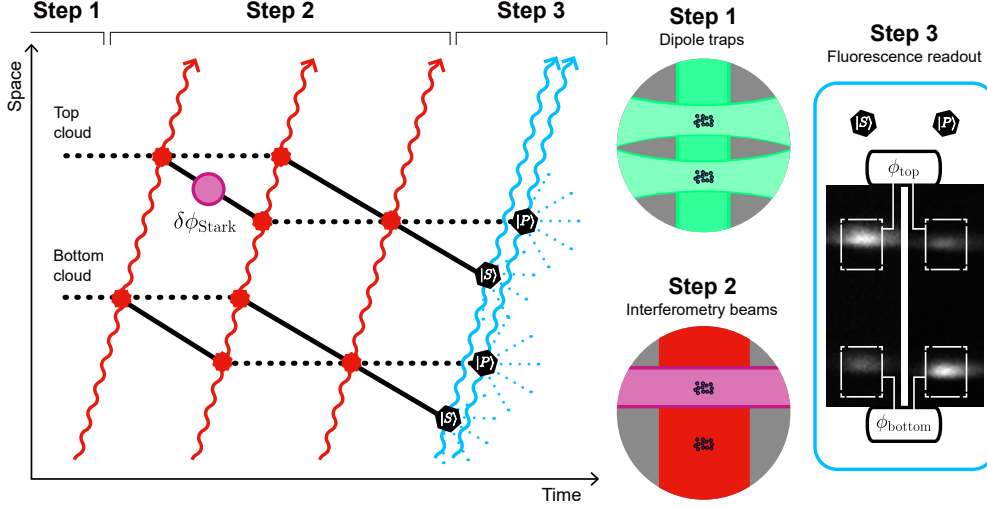 Step 1
Step 2
Step 3
Space
Top
cloud
δϕStark
Bottom
cloud
|P⟩
|S⟩
|P⟩
|S⟩
Time
Step 1
Dipole traps
Step 2
Interferometry beams
Step 3
Fluorescence readout
|S⟩
|P⟩
ϕtop
ϕbottom